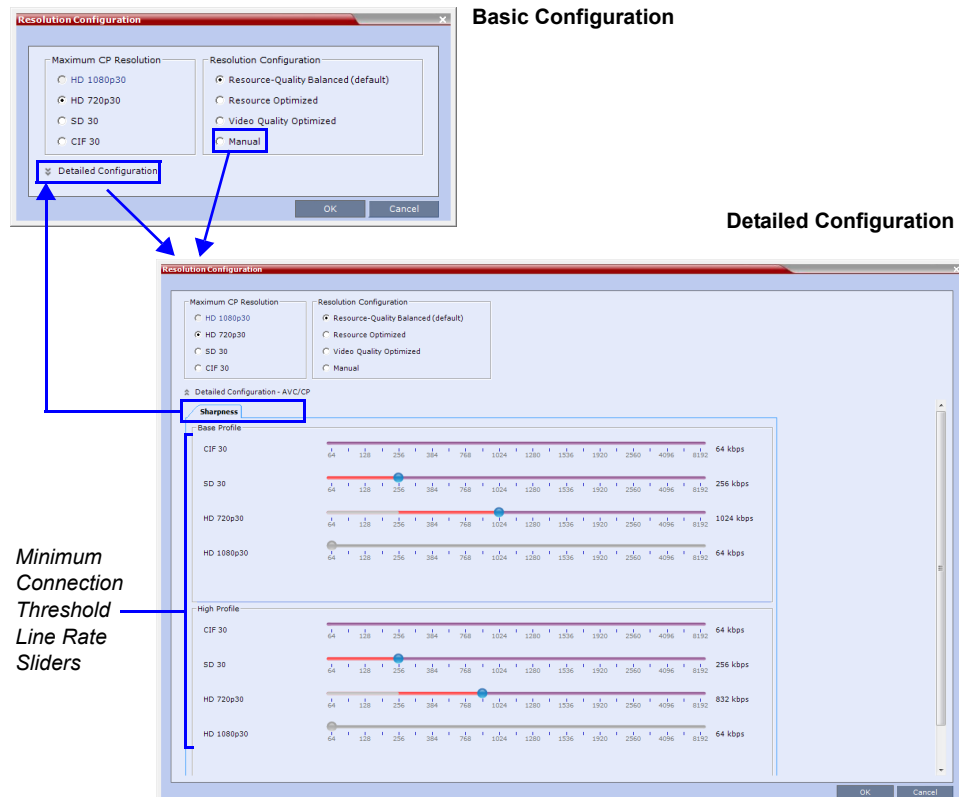 Basic Configuration
Resolution Configuration
x
Maximum CP Resolution
HD 1080p30
HD 720p30
SD 30
CIF 30
Resolution Configuration
Resource-Quality Balanced (default)
Resource Optimized
Video Quality Optimized
Manual
Detailed Configuration
OK Cancel
Detailed Configuration
Resolution Configuration
x
Maximum CP Resolution
HD 1080p30
HD 720p30
SD 30
CIF 30
Resolution Configuration
Resource-Quality Balanced (default)
Resource Optimized
Video Quality Optimized
Manual
Detailed Configuration - AVC/CP
Sharpness
Base Profile
CIF 30 64 kbps
64 128 256 384 768 1024 1280 1536 1920 2560 4096 8192
SD 30 256 kbps
64 128 256 384 768 1024 1280 1536 1920 2560 4096 8192
HD 720p30 1024 kbps
64 128 256 384 768 1024 1280 1536 1920 2560 4096 8192
HD 1080p30 64 kbps
64 128 256 384 768 1024 1280 1536 1920 2560 4096 8192
Minimum
Connection
Threshold
Line Rate
Sliders
High Profile
CIF 30 64 kbps
64 128 256 384 768 1024 1280 1536 1920 2560 4096 8192
SD 30 256 kbps
64 128 256 384 768 1024 1280 1536 1920 2560 4096 8192
HD 720p30 832 kbps
64 128 256 384 768 1024 1280 1536 1920 2560 4096 8192
HD 1080p30 64 kbps
64 128 256 384 768 1024 1280 1536 1920 2560 4096 8192
OK Cancel